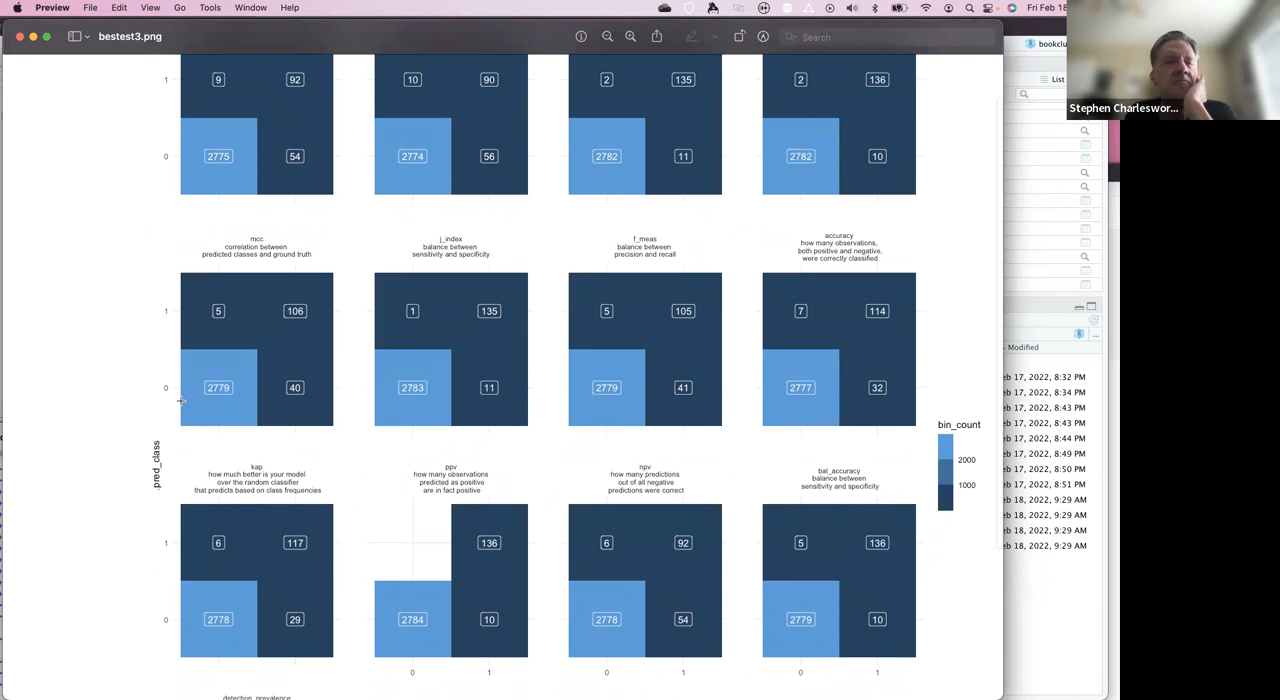 Preview File Edit View Go Tools Window Help Fri Feb 18
bestest3.png
Search
bookclu
List
Stephen Charleswor...
1 9 92 10 90 2 135 2 136
0 2775 54 2774 56 2782 11 2782 10
mcc
correlation between
predicted classes and ground truth
j_index
balance between
sensitivity and specificity
f_meas
balance between
precision and recall
accuracy
how many observations,
both positive and negative,
were correctly classified
1 5 106 1 135 5 105 7 114
0 2779 40 2783 11 2779 41 2777 32
pred_class
kap
how much better is your model
over the random classifier
that predicts based on class frequencies
ppv
how many observations
predicted as positive
are in fact positive
npv
how many predictions
out of all negative
predictions were correct
bal_accuracy
balance between
sensitivity and specificity
1 6 117 136 6 92 5 136
0 2778 29 2784 10 2778 54 2779 10
0 1 0 1 0 1
detection_prevalence
bin_count
2000
1000
Modified
eb 17, 2022, 8:32 PM
eb 17, 2022, 8:34 PM
eb 17, 2022, 8:43 PM
eb 17, 2022, 8:43 PM
eb 17, 2022, 8:44 PM
eb 17, 2022, 8:49 PM
eb 17, 2022, 8:50 PM
eb 17, 2022, 8:51 PM
eb 18, 2022, 9:29 AM
eb 18, 2022, 9:29 AM
eb 18, 2022, 9:29 AM
eb 18, 2022, 9:29 AM